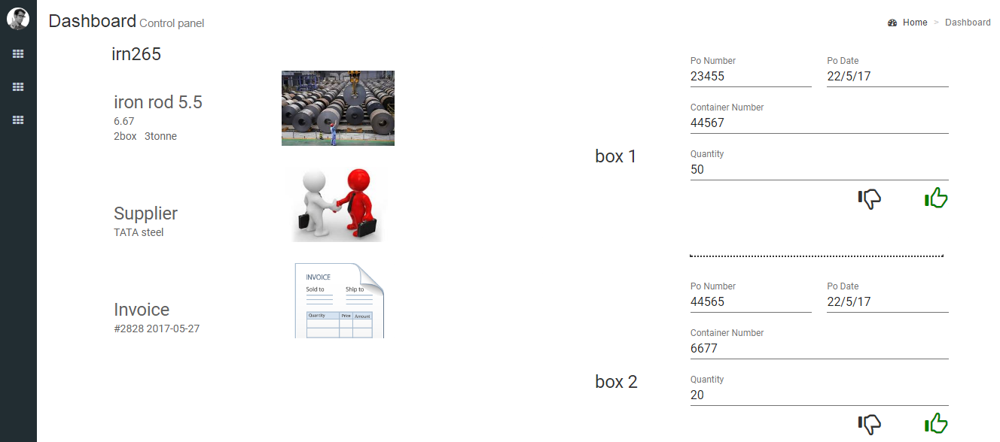 Dashboard Control panel
Home > Dashboard
irn265
iron rod 5.5
6.67
2box 3tonne
Supplier
TATA steel
INVOICE
Sold to Ship to
Quantity Price Amount
Invoice
#2828 2017-05-27
box 1
Po Number Po Date
23455 22/5/17
Container Number
44567
Quantity
50
box 2
Po Number Po Date
44565 22/5/17
Container Number
6677
Quantity
20